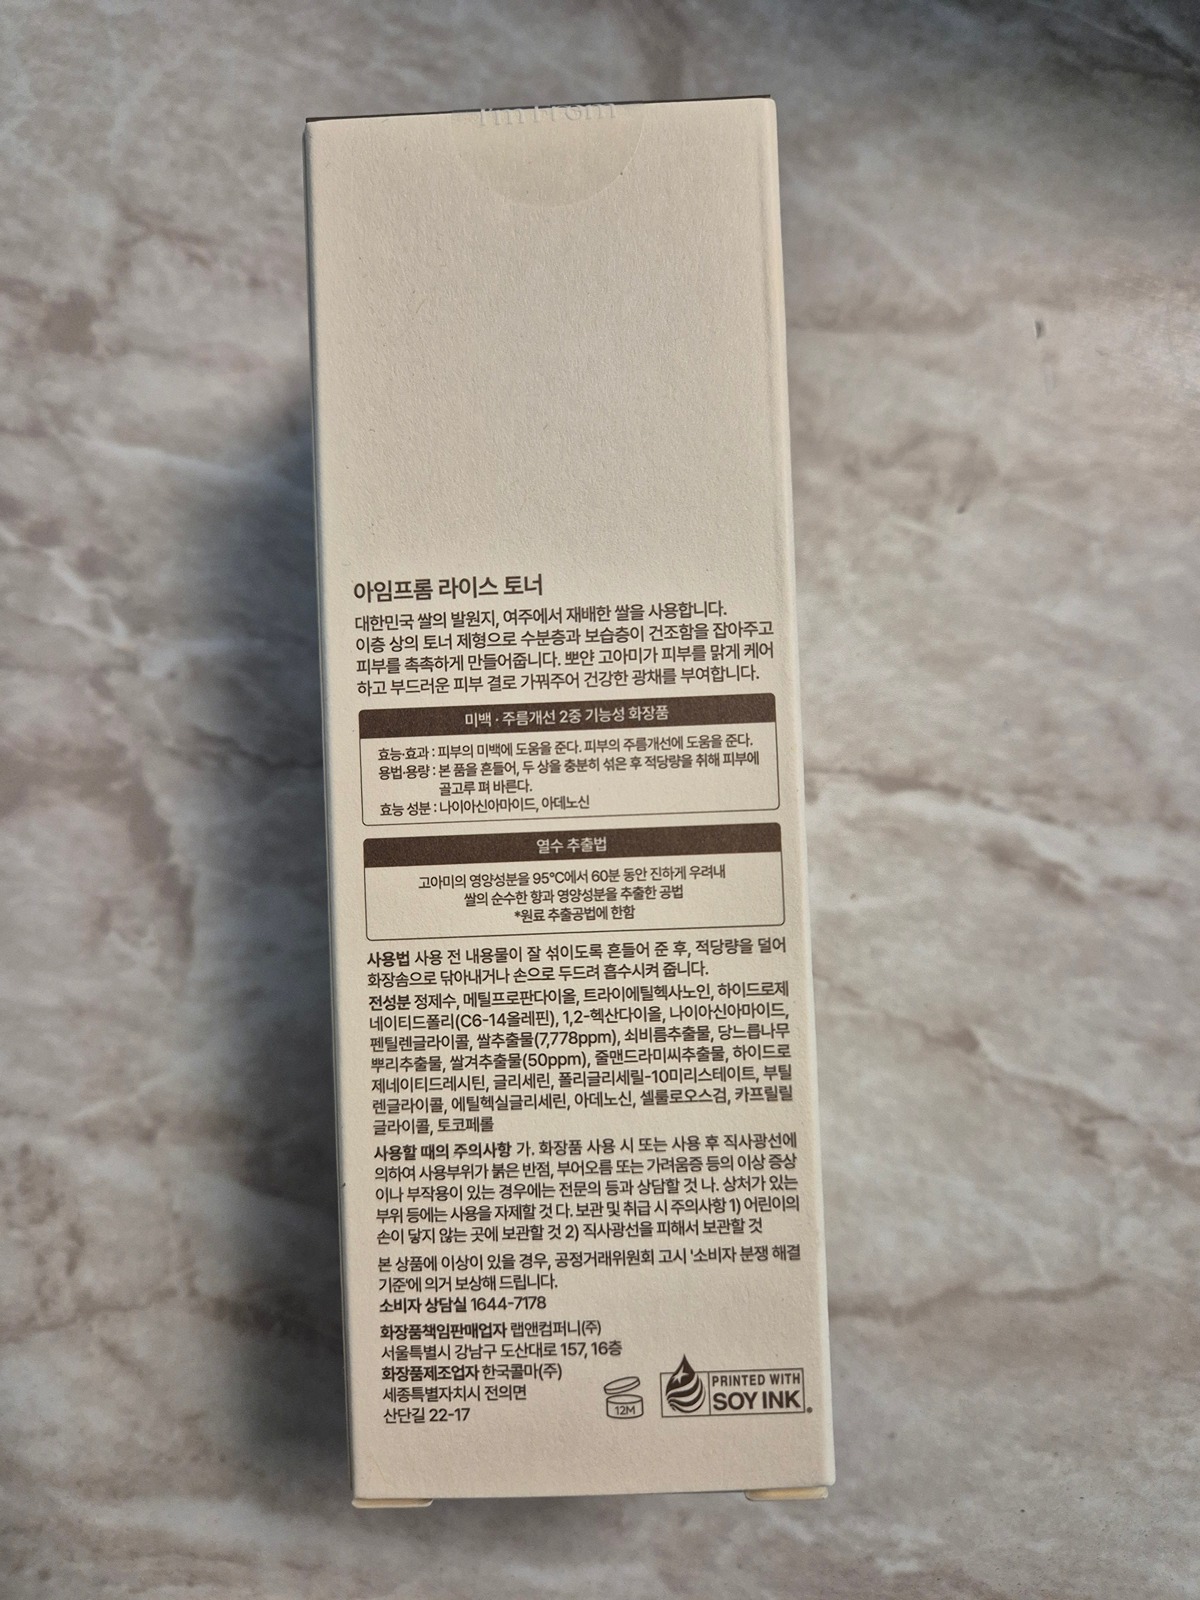 I'm From
아임프롬 라이스 토너
대한민국 쌀의 발원지, 여주에서 재배한 쌀을 사용합니다.
이층 상의 토너 제형으로 수분층과 보습층이 건조함을 잡아주고
피부를 촉촉하게 만들어줍니다. 뽀얀 고아미가 피부를 맑게 케어
하고 부드러운 피부 결로 가꿔주어 건강한 광채를 부여합니다.
미백 · 주름개선 2중 기능성 화장품
효능·효과 : 피부의 미백에 도움을 준다. 피부의 주름개선에 도움을 준다.
용법·용량 : 본 품을 흔들어, 두 상을 충분히 섞은 후 적당량을 취해 피부에
골고루 펴 바른다.
효능 성분 : 나이아신아마이드, 아데노신
열수 추출법
고아미의 영양성분을 95°C에서 60분 동안 진하게 우려내
쌀의 순수한 향과 영양성분을 추출한 공법
*원료 추출공법에 한함
사용법 사용 전 내용물이 잘 섞이도록 흔들어 준 후, 적당량을 덜어
화장솜으로 닦아내거나 손으로 두드려 흡수시켜 줍니다.
전성분 정제수, 메틸프로판다이올, 트라이에틸헥사노인, 하이드로제
네이티드폴리(C6-14올레핀), 1,2-헥산다이올, 나이아신아마이드,
펜틸렌글라이콜, 쌀추출물(7,778ppm), 쇠비름추출물, 당느릅나무
뿌리추출물, 쌀겨추출물(50ppm), 줄맨드라미씨추출물, 하이드로
제네이티드레시틴, 글리세린, 폴리글리세릴-10미리스테이트, 부틸
렌글라이콜, 에틸헥실글리세린, 아데노신, 셀룰로오스검, 카프릴릴
글라이콜, 토코페롤
사용할 때의 주의사항 가. 화장품 사용 시 또는 사용 후 직사광선에
의하여 사용부위가 붉은 반점, 부어오름 또는 가려움증 등의 이상 증상
이나 부작용이 있는 경우에는 전문의 등과 상담할 것 나. 상처가 있는
부위 등에는 사용을 자제할 것 다. 보관 및 취급 시 주의사항 1) 어린이의
손이 닿지 않는 곳에 보관할 것 2) 직사광선을 피해서 보관할 것
본 상품에 이상이 있을 경우, 공정거래위원회 고시 '소비자 분쟁 해결
기준'에 의거 보상해 드립니다.
소비자 상담실 1644-7178
화장품책임판매업자 랩앤컴퍼니(주)
서울특별시 강남구 도산대로 157, 16층
화장품제조업자 한국콜마(주)
세종특별자치시 전의면
산단길 22-17
12M
PRINTED WITH
SOY INK